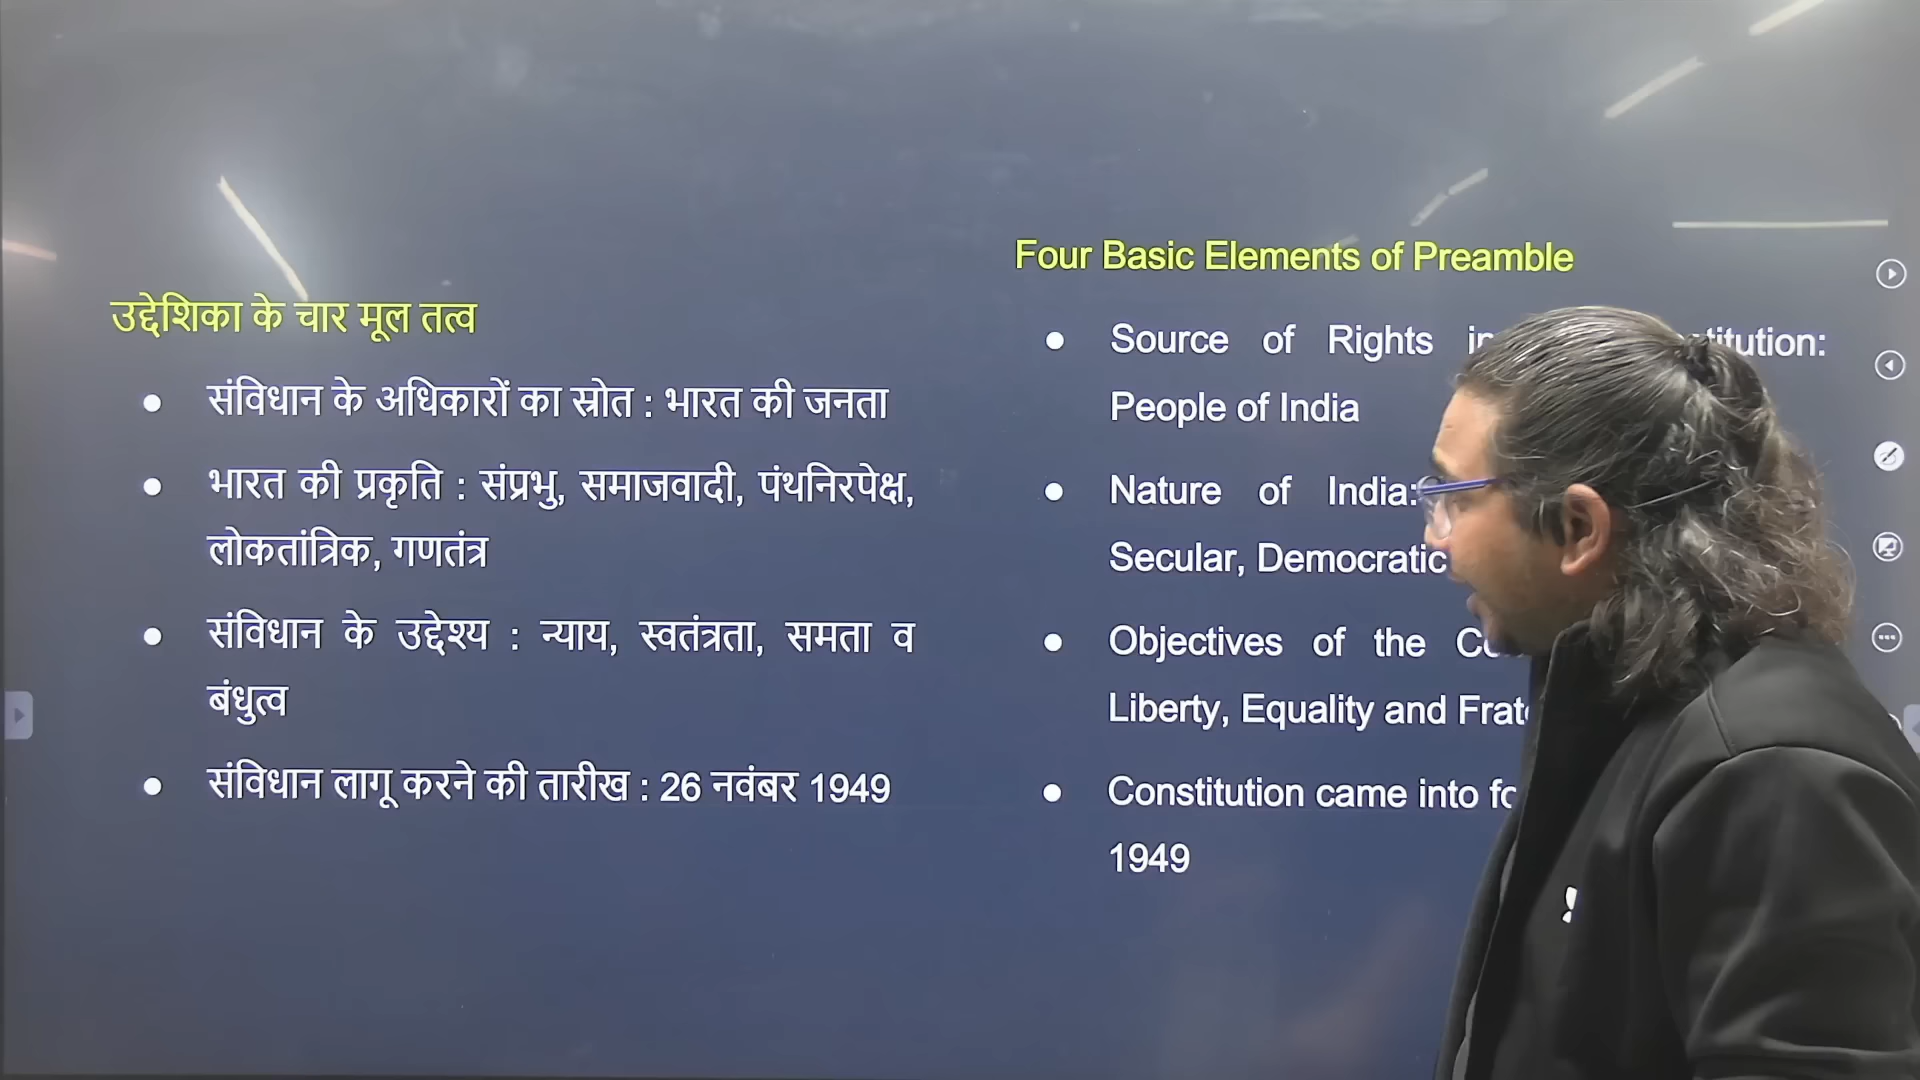 उद्देशिका के चार मूल तत्व
● संविधान के अधिकारों का स्रोत : भारत की जनता
● भारत की प्रकृति : संप्रभु, समाजवादी, पंथनिरपेक्ष,
लोकतांत्रिक, गणतंत्र
● संविधान के उद्देश्य : न्याय, स्वतंत्रता, समता व
बंधुत्व
● संविधान लागू करने की तारीख : 26 नवंबर 1949
Four Basic Elements of Preamble
● Source of Rights
People of India
● Nature of India:
Secular, Democratic
● Objectives of the
Liberty, Equality and
● Constitution came into
1949